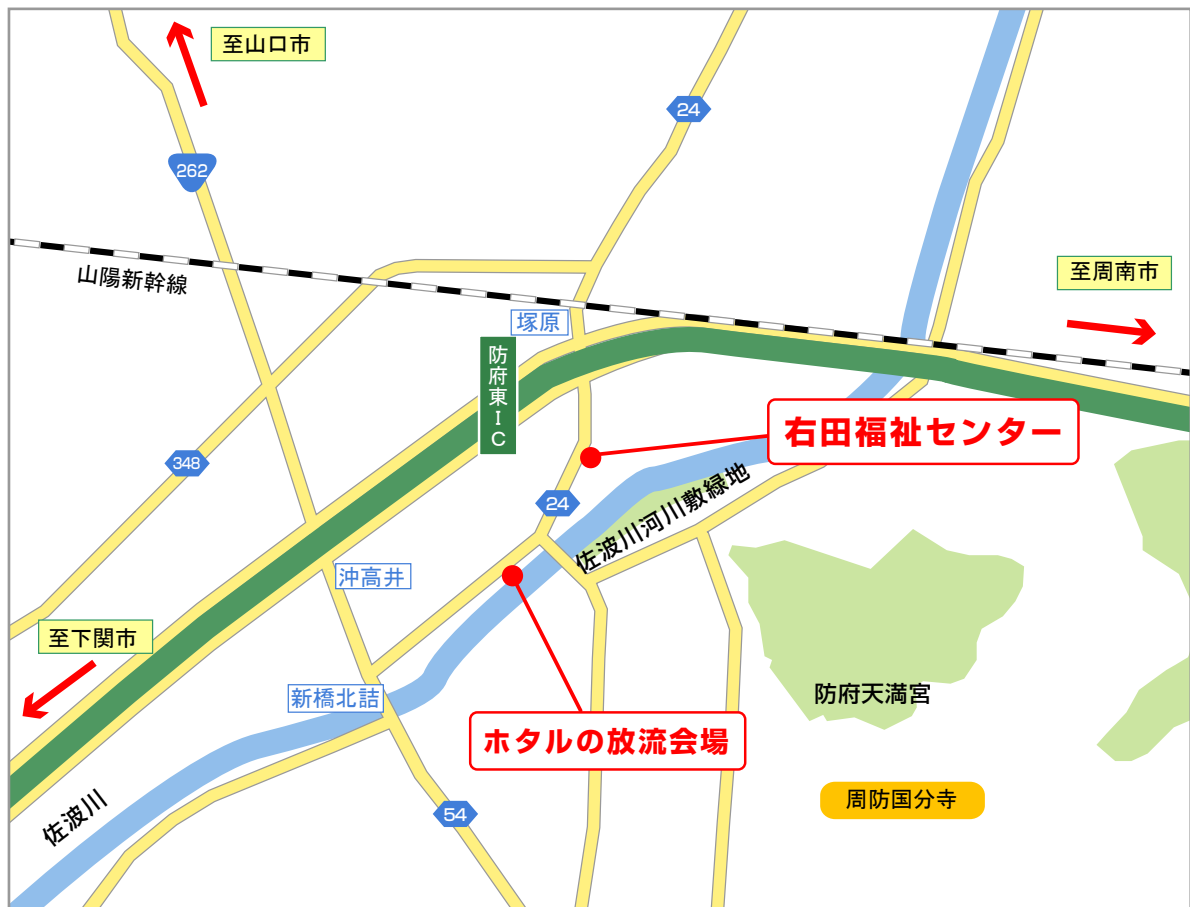 至山口市
24
262
山陽新幹線
至周南市
塚原
防府東IC
右田福祉センター
348
24
佐波川河川敷緑地
沖高井
至下関市
新橋北詰
防府天満宮
ホタルの放流会場
周防国分寺
佐波川
54